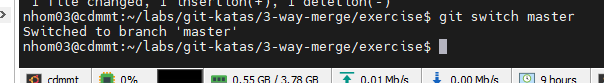 1 file changed, 1 insertion(+), 1 deletion(-)
nhom03@cdmmt:~/labs/git-katas/3-way-merge/exercise$ git switch master
Switched to branch 'master'
nhom03@cdmmt:~/labs/git-katas/3-way-merge/exercise$
cdmmt 0% 0.55 GB / 3.78 GB 0.01 Mb/s 0.00 Mb/s 9 hours